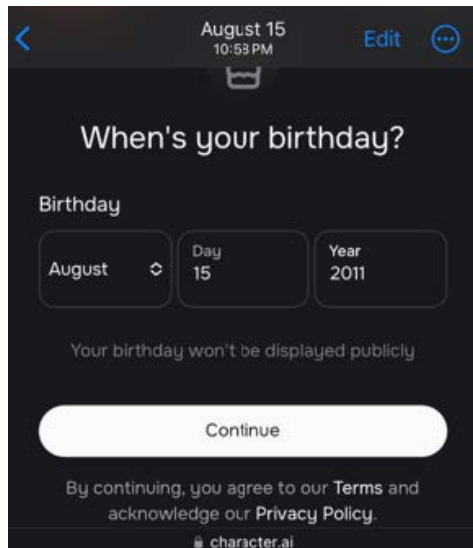 August 15
10:58 PM
Edit
When's your birthday?
Birthday
August
Day
15
Year
2011
Your birthday won't be displayed publicly
Continue
By continuing, you agree to our Terms and
acknowledge our Privacy Policy.
character.ai